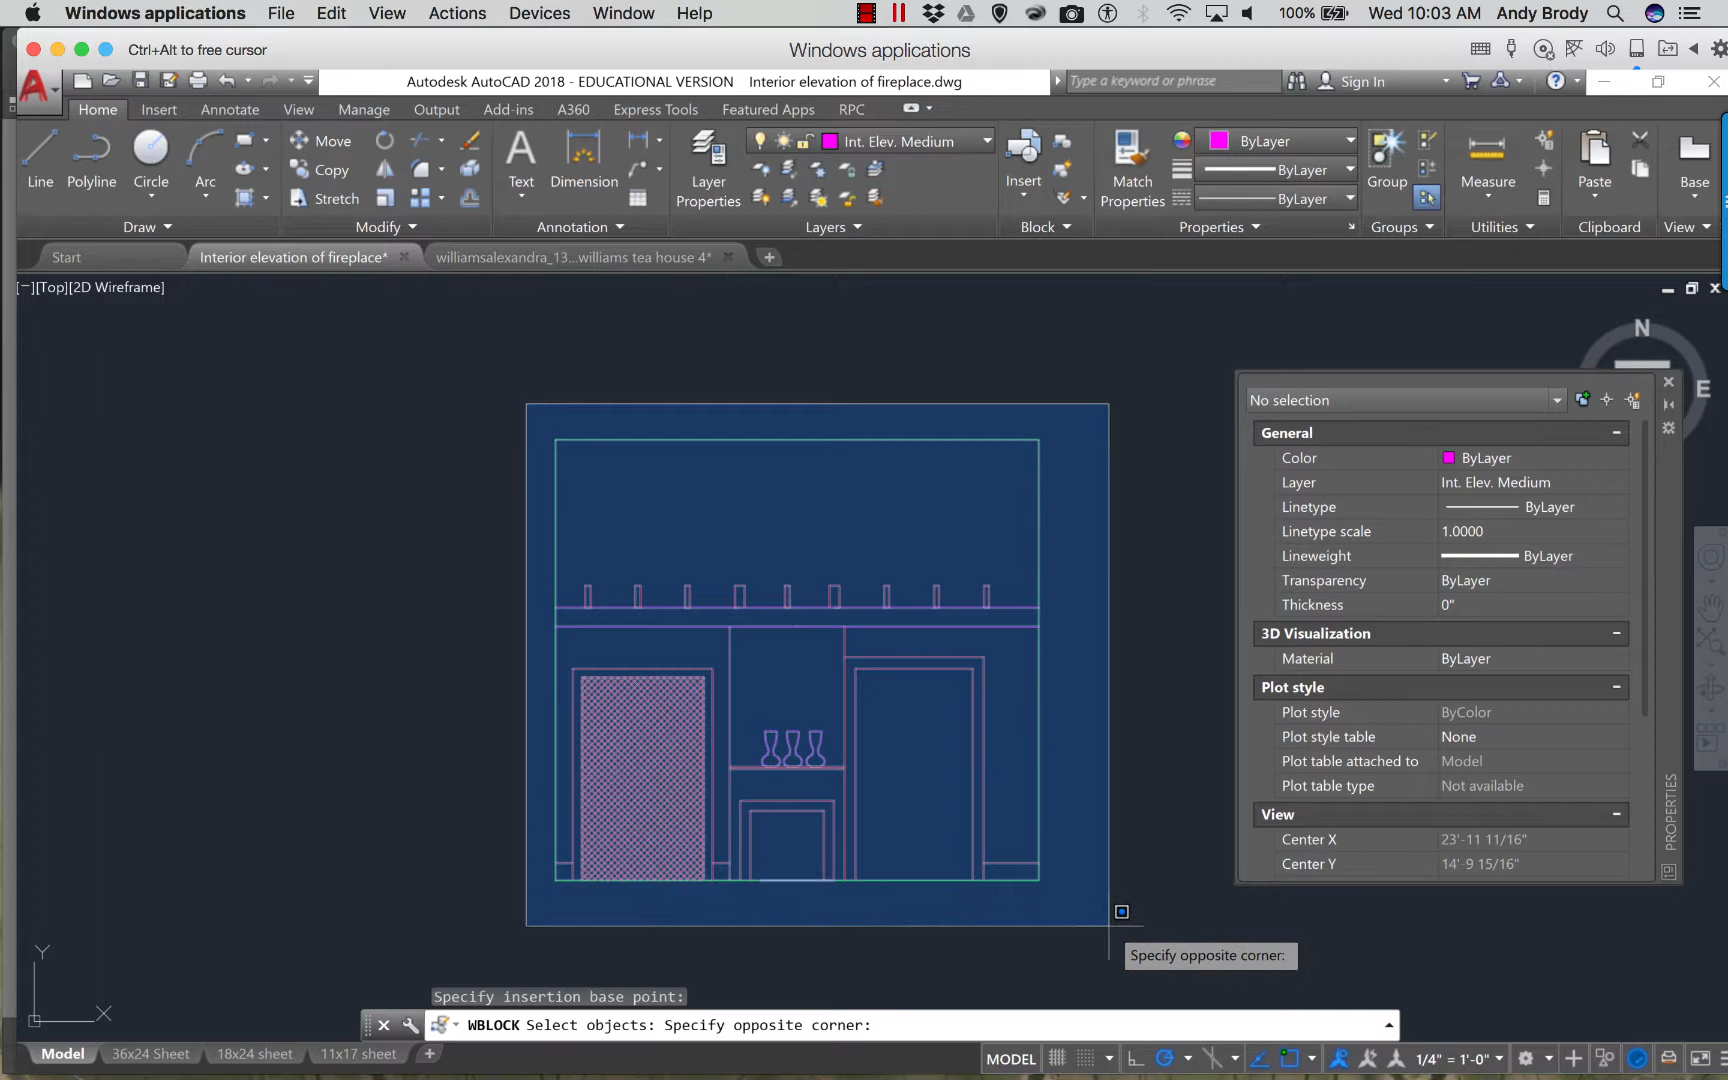 Windows applications File Edit View Actions Devices Window Help 100% Wed 10:03 AM Andy Brody
Ctrl+Alt to free cursor Windows applications
Autodesk AutoCAD 2018 - EDUCATIONAL VERSION Interior elevation of fireplace.dwg Type a keyword or phrase Sign In
Home Insert Annotate View Manage Output Add-ins A360 Express Tools Featured Apps RPC
Line Polyline Circle Arc
Move
Copy
Stretch
Text Dimension
Layer Properties
Int. Elev. Medium
Insert
Match Properties
ByLayer
ByLayer
ByLayer
Group Measure Paste Base
Draw Modify Annotation Layers Block Properties Groups Utilities Clipboard View
Start Interior elevation of fireplace* williamsalexandra_13...williams tea house 4*
[−][Top][2D Wireframe]
N
E
No selection
General
Color ByLayer
Layer Int. Elev. Medium
Linetype ByLayer
Linetype scale 1.0000
Lineweight ByLayer
Transparency ByLayer
Thickness 0"
3D Visualization
Material ByLayer
Plot style
Plot style ByColor
Plot style table None
Plot table attached to Model
Plot table type Not available
View
Center X 23'-11 11/16"
Center Y 14'-9 15/16"
PROPERTIES
Specify opposite corner:
Y
X
Specify insertion base point:
WBLOCK Select objects: Specify opposite corner:
Model 36x24 Sheet 18x24 sheet 11x17 sheet
MODEL 1/4" = 1'-0"